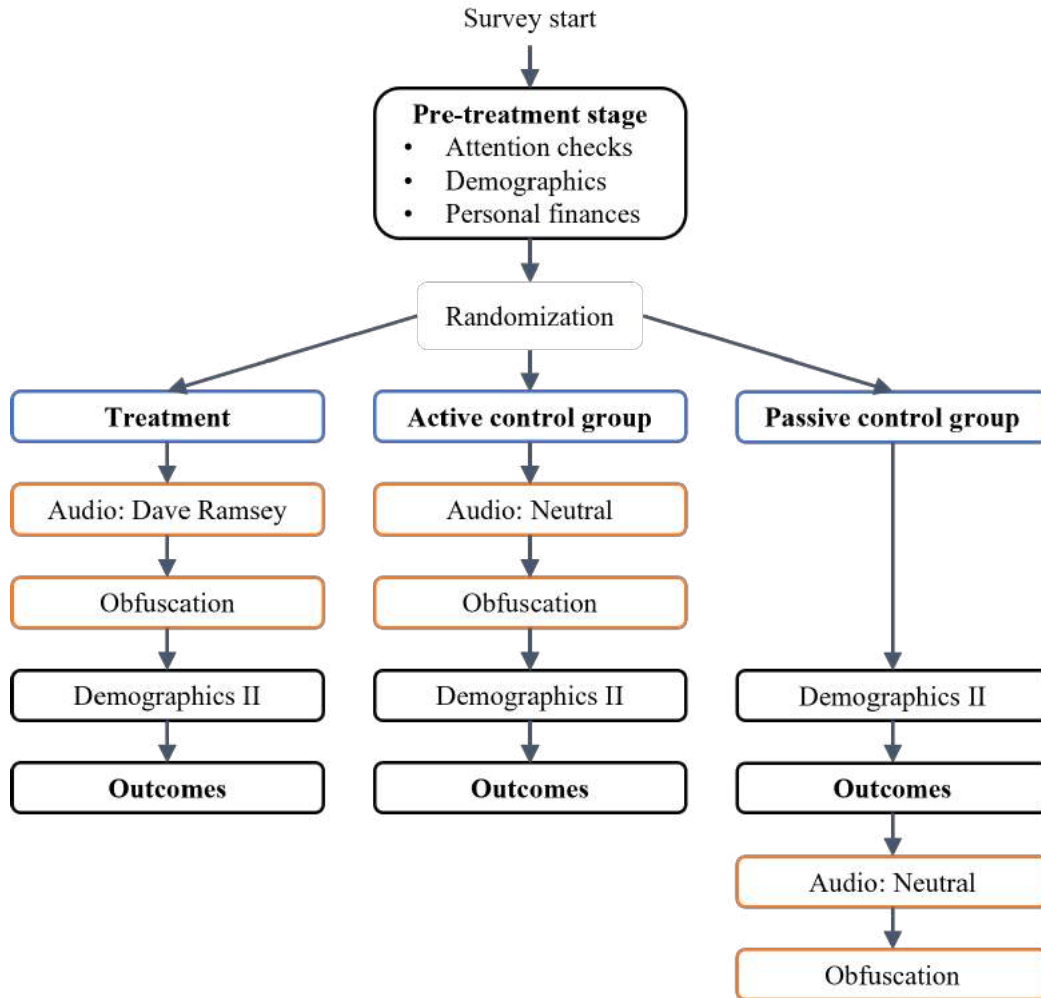 Survey start
Pre-treatment stage
• Attention checks
• Demographics
• Personal finances
Randomization
Treatment
Active control group
Passive control group
Audio: Dave Ramsey
Audio: Neutral
Obfuscation
Obfuscation
Demographics II
Demographics II
Demographics II
Outcomes
Outcomes
Outcomes
Audio: Neutral
Obfuscation